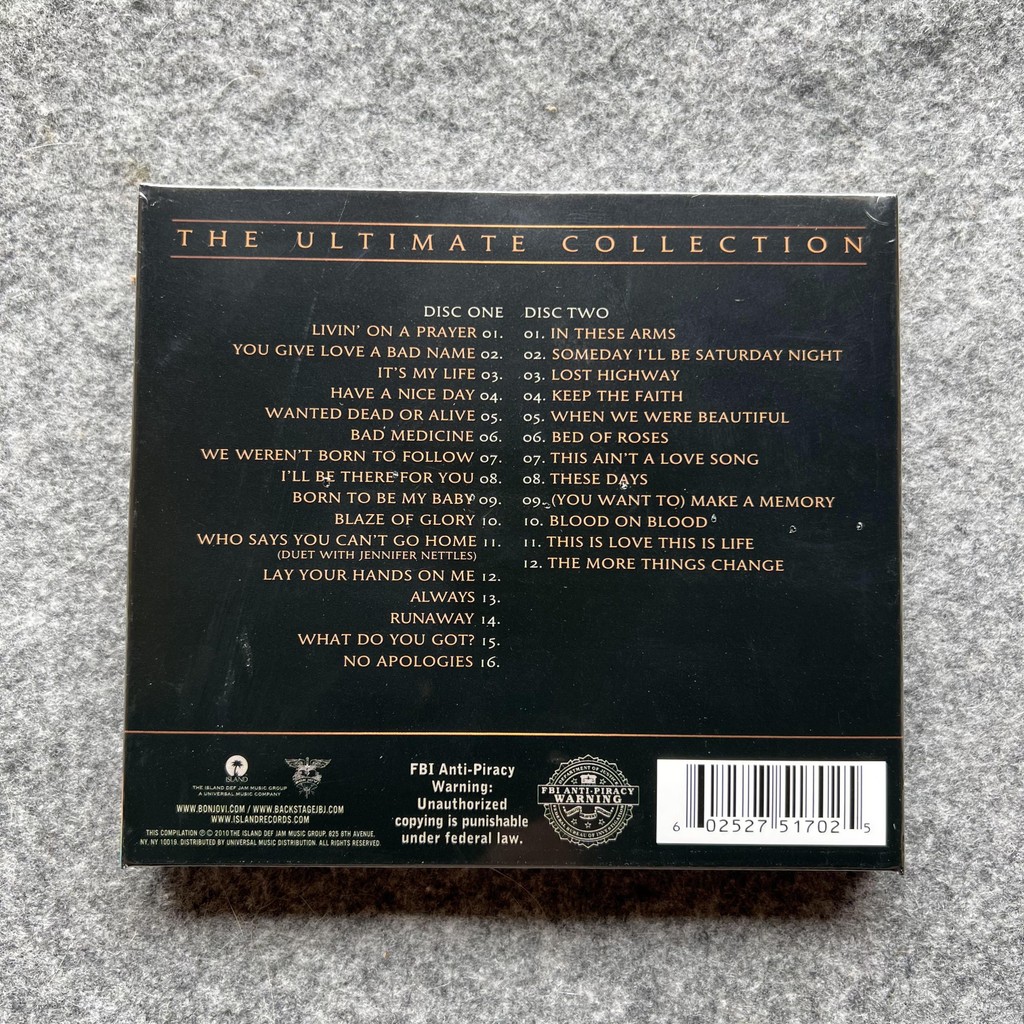 THE ULTIMATE COLLECTION
DISC ONE
LIVIN' ON A PRAYER 01.
YOU GIVE LOVE A BAD NAME 02.
IT'S MY LIFE 03.
HAVE A NICE DAY 04.
WANTED DEAD OR ALIVE 05.
BAD MEDICINE 06.
WE WEREN'T BORN TO FOLLOW 07.
I'LL BE THERE FOR YOU 08.
BORN TO BE MY BABY 09.
BLAZE OF GLORY 10.
WHO SAYS YOU CAN'T GO HOME 11.
(DUET WITH JENNIFER NETTLES)
LAY YOUR HANDS ON ME 12.
ALWAYS 13.
RUNAWAY 14.
WHAT DO YOU GOT? 15.
NO APOLOGIES 16.
DISC TWO
01. IN THESE ARMS
02. SOMEDAY I'LL BE SATURDAY NIGHT
03. LOST HIGHWAY
04. KEEP THE FAITH
05. WHEN WE WERE BEAUTIFUL
06. BED OF ROSES
07. THIS AIN'T A LOVE SONG
08. THESE DAYS
09. (YOU WANT TO) MAKE A MEMORY
10. BLOOD ON BLOOD
11. THIS IS LOVE THIS IS LIFE
12. THE MORE THINGS CHANGE
ISLAND
THE ISLAND DEF JAM MUSIC GROUP
A UNIVERSAL MUSIC COMPANY
WWW.BONJOVI.COM / WWW.BACKSTAGEJBJ.COM
WWW.ISLANDRECORDS.COM
THIS COMPILATION ℗ © 2010 THE ISLAND DEF JAM MUSIC GROUP. 825 8TH AVENUE.
NY, NY 10019. DISTRIBUTED BY UNIVERSAL MUSIC DISTRIBUTION. ALL RIGHTS RESERVED.
FBI Anti-Piracy
Warning:
Unauthorized
copying is punishable
under federal law.
DEPARTMENT OF JUSTICE
FBI ANTI-PIRACY
WARNING
FEDERAL BUREAU OF INVESTIGATION
6 02527 51702 5